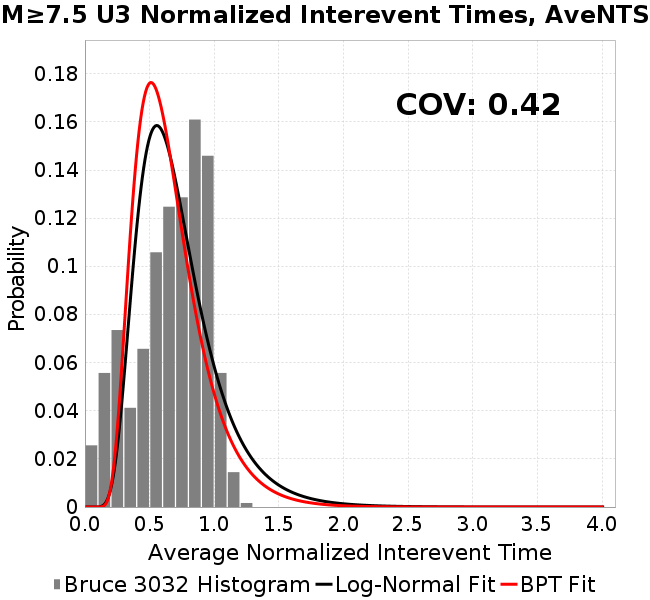 M≥7.5 U3 Normalized Interevent Times, AveNTS
COV: 0.42
Probability
0.18
0.16
0.14
0.12
0.1
0.08
0.06
0.04
0.02
0
0.0 0.5 1.0 1.5 2.0 2.5 3.0 3.5 4.0
Average Normalized Interevent Time
Bruce 3032 Histogram Log-Normal Fit BPT Fit